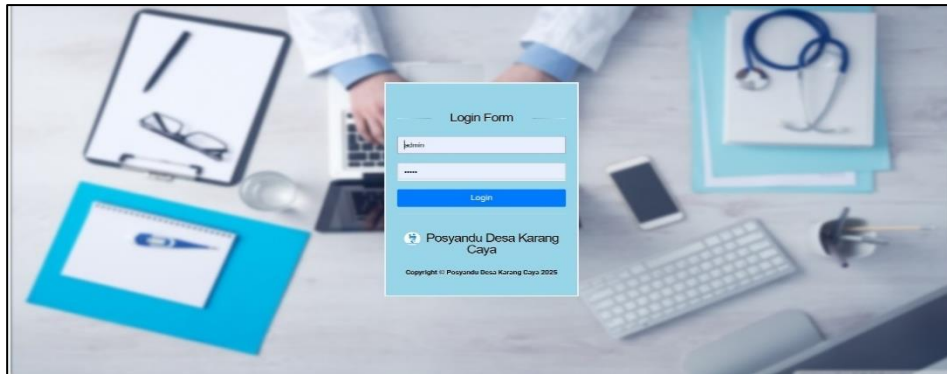 Login Form
admin
•••••
Login
Posyandu Desa Karang
Caya
Copyright © Posyandu Desa Karang Caya 2025